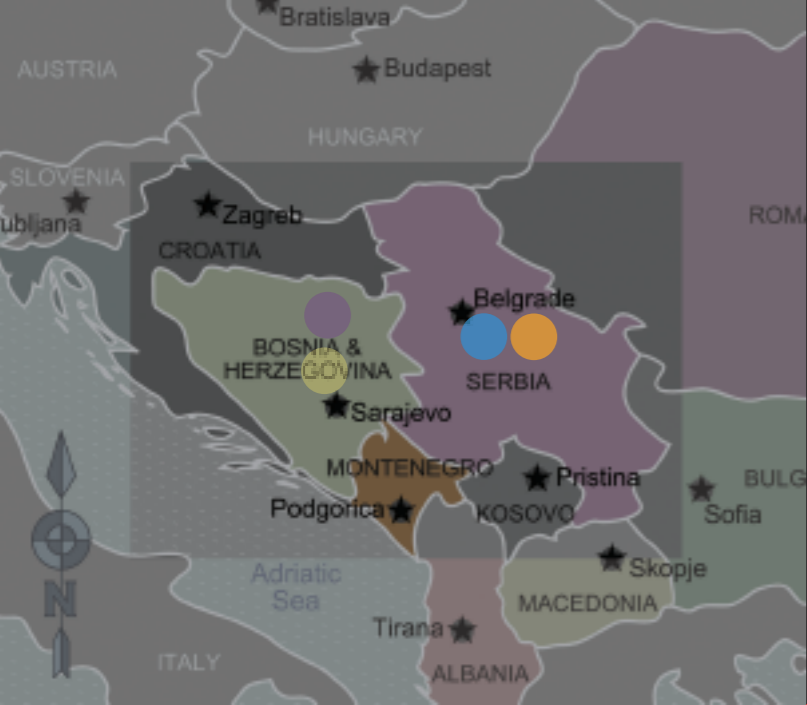 Bratislava
AUSTRIA
Budapest
HUNGARY
SLOVENIA
ubljana
Zagreb
ROMA
CROATIA
Belgrade
BOSNIA &
HERZEGOVINA
SERBIA
Sarajevo
MONTENEGRO
Pristina
BULG
Podgorica
KOSOVO
Sofia
Skopje
Adriatic
Sea
MACEDONIA
N
Tirana
ITALY
ALBANIA